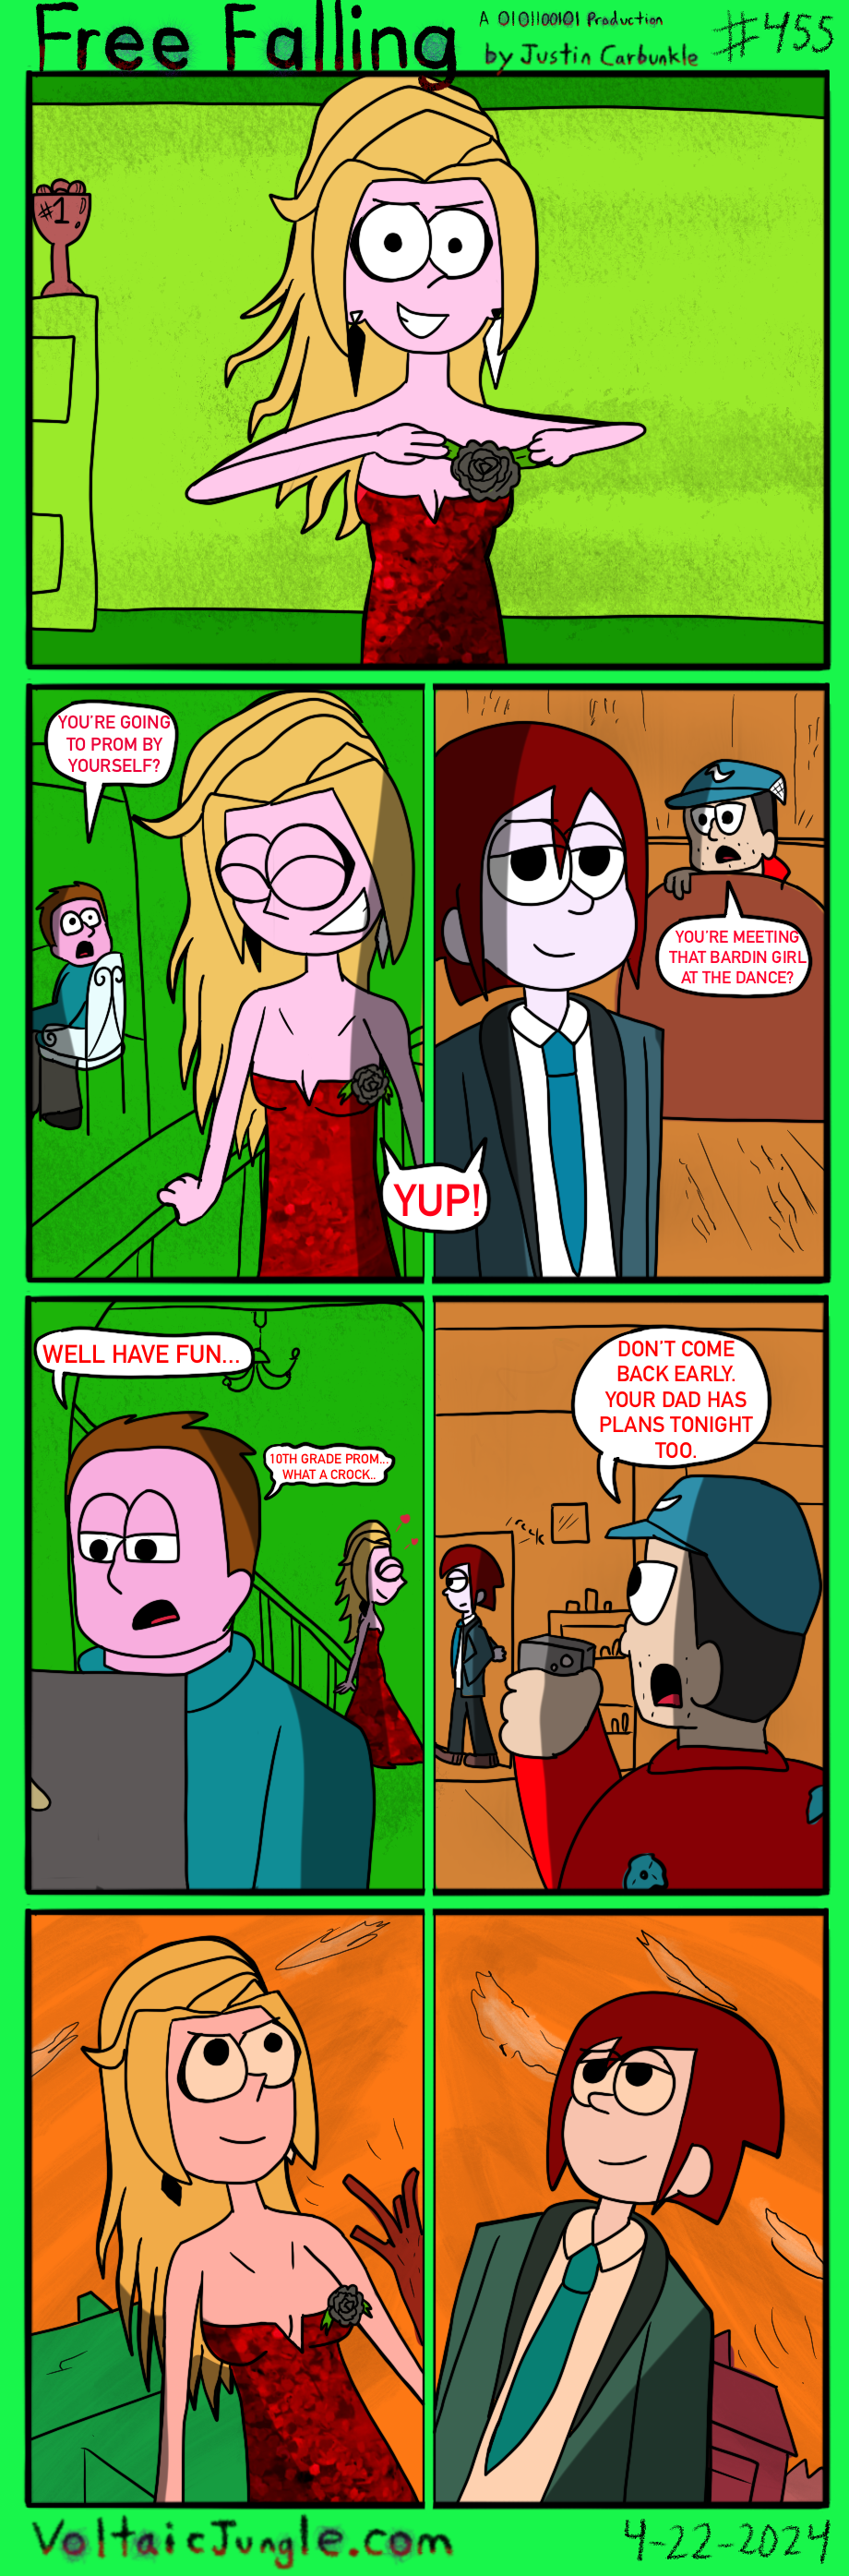 Free Falling
A 0101100101 Production
by Justin Carbunkle
#455
#1
YOU'RE GOING
TO PROM BY
YOURSELF?
YOU'RE MEETING
THAT BARDIN GIRL
AT THE DANCE?
YUP!
WELL HAVE FUN...
10TH GRADE PROM...
WHAT A CROCK..
DON'T COME
BACK EARLY.
YOUR DAD HAS
PLANS TONIGHT
TOO.
VoltaicJungle.com
4-22-2024